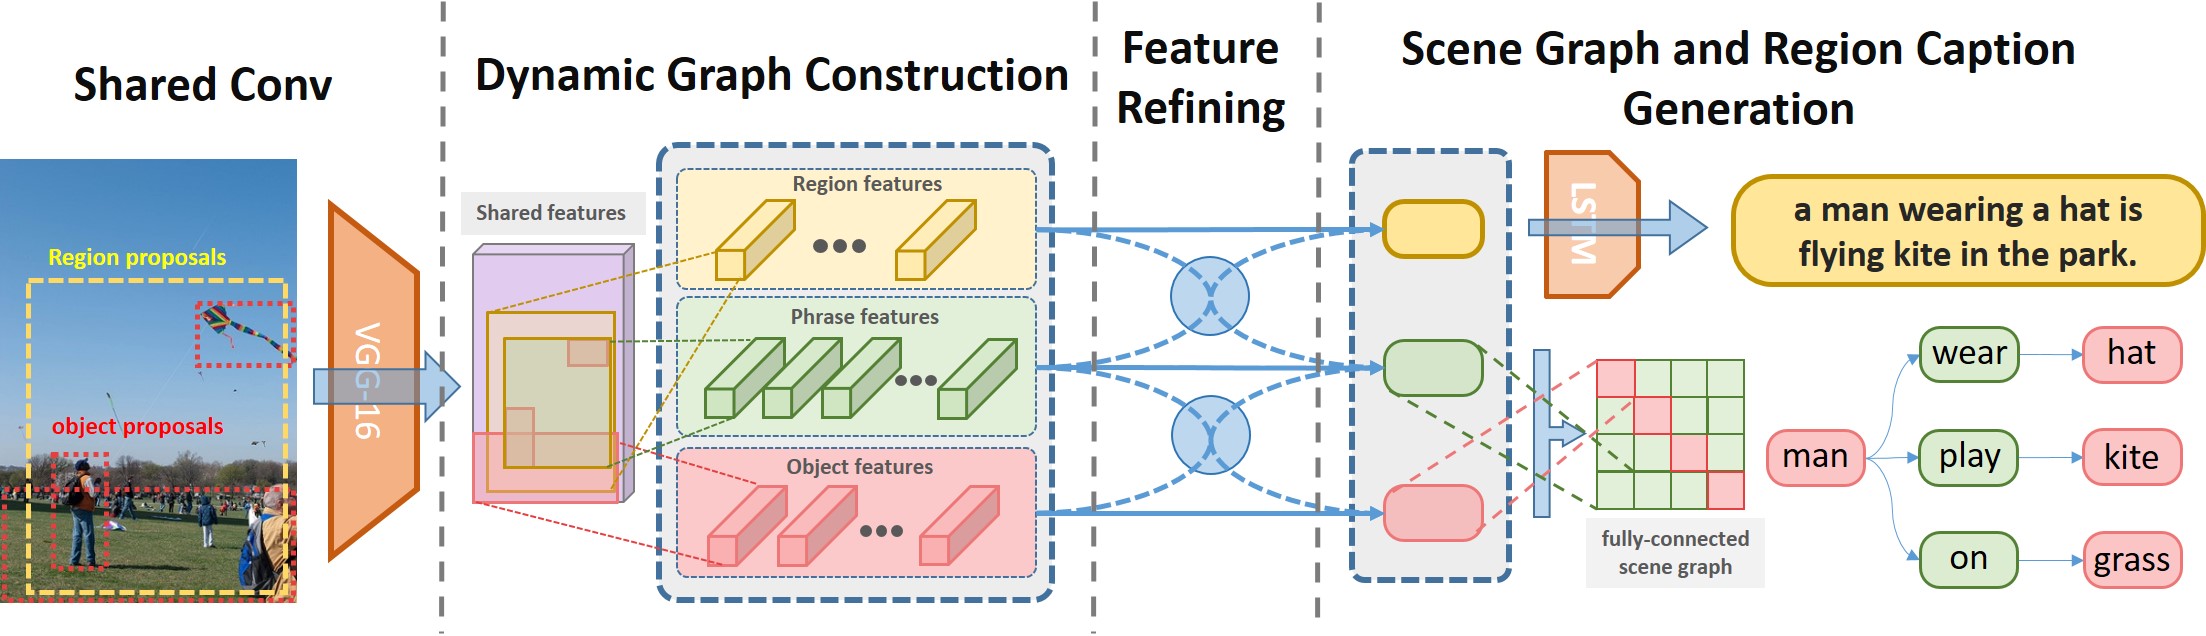 Shared Conv
Dynamic Graph Construction
Feature
Refining
Scene Graph and Region Caption
Generation
Region proposals
object proposals
VGG-16
Shared features
Region features
Phrase features
Object features
LSTM
a man wearing a hat is
flying kite in the park.
fully-connected
scene graph
man
wear
hat
play
kite
on
grass